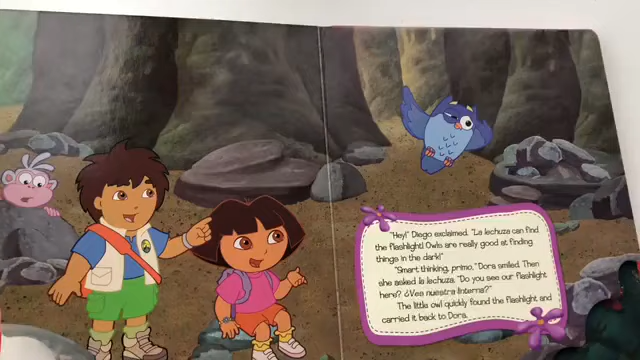 "Hey!" Diego exclaimed. "La lechuza can find
the flashlight! Owls are really good at finding
things in the dark!"
"Smart thinking, primo," Dora smiled. Then
she asked la lechuza, "Do you see our flashlight
here? ¿Ves nuestra linterna?"
The little owl quickly found the flashlight and
carried it back to Dora.